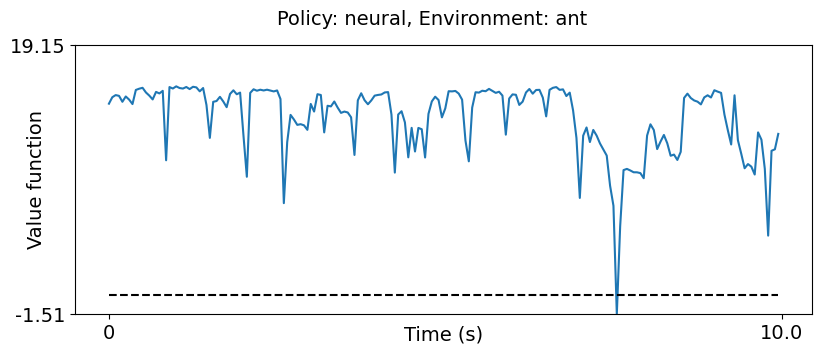 Policy: neural, Environment: ant
19.15
Value function
-1.51
0
Time (s)
10.0